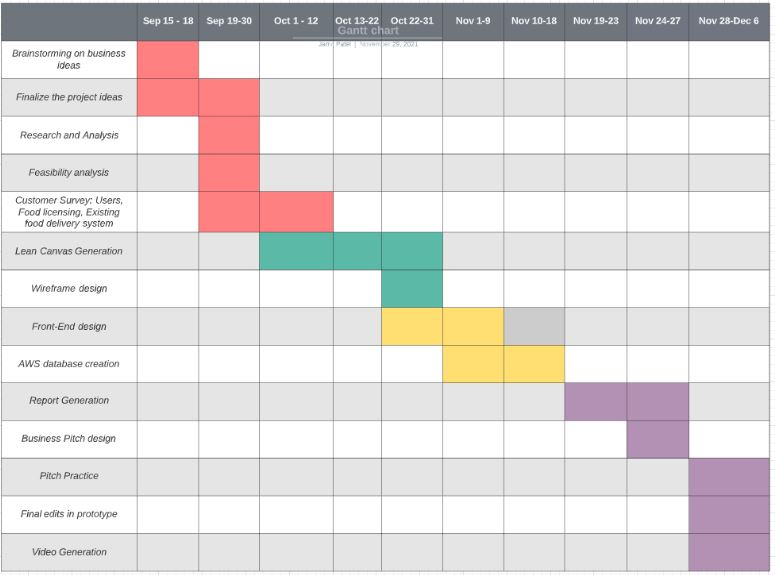 Sep 15 - 18 Sep 19-30 Oct 1 - 12 Oct 13-22 Oct 22-31 Nov 1-9 Nov 10-18 Nov 19-23 Nov 24-27 Nov 28-Dec 6
Gantt chart
Patel | November 29, 2021
Brainstorming on business
ideas
Finalize the project ideas
Research and Analysis
Feasibility analysis
Customer Survey: Users,
Food licensing, Existing
food delivery system
Lean Canvas Generation
Wireframe design
Front-End design
AWS database creation
Report Generation
Business Pitch design
Pitch Practice
Final edits in prototype
Video Generation